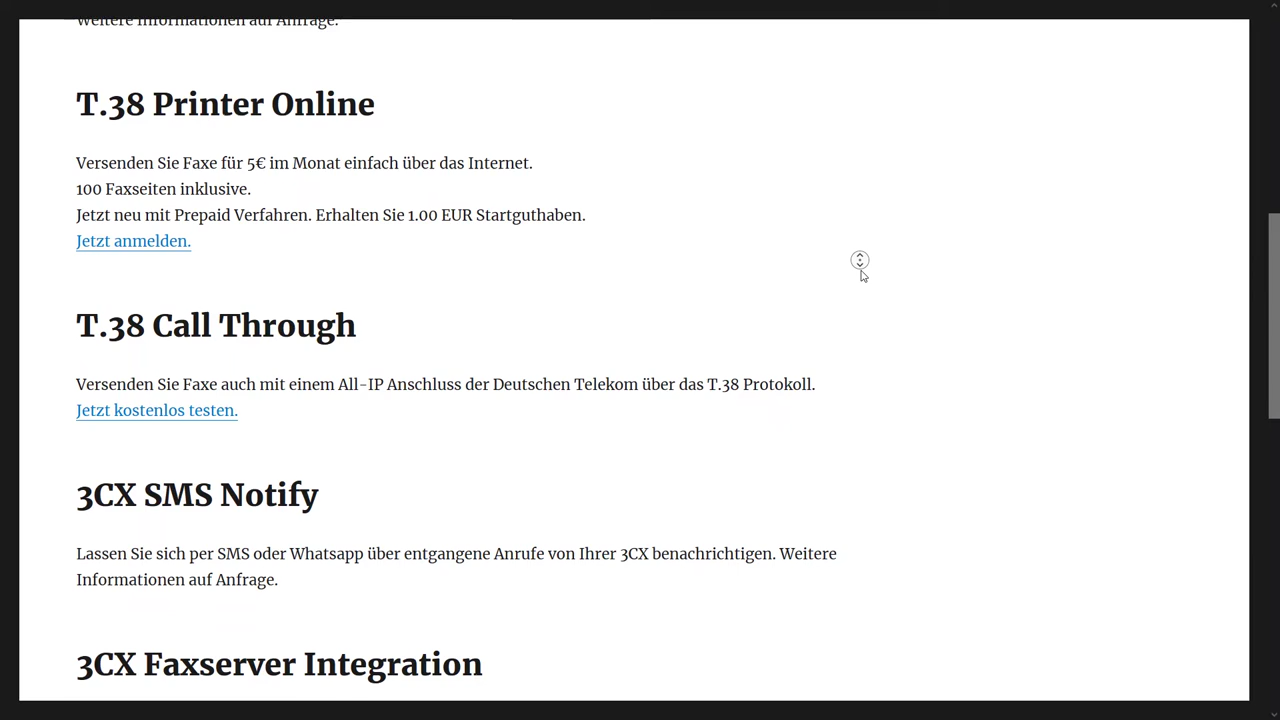 Weitere Informationen auf Anfrage.
T.38 Printer Online
Versenden Sie Faxe für 5€ im Monat einfach über das Internet.
100 Faxseiten inklusive.
Jetzt neu mit Prepaid Verfahren. Erhalten Sie 1.00 EUR Startguthaben.
Jetzt anmelden.
T.38 Call Through
Versenden Sie Faxe auch mit einem All-IP Anschluss der Deutschen Telekom über das T.38 Protokoll.
Jetzt kostenlos testen.
3CX SMS Notify
Lassen Sie sich per SMS oder Whatsapp über entgangene Anrufe von Ihrer 3CX benachrichtigen. Weitere
Informationen auf Anfrage.
3CX Faxserver Integration